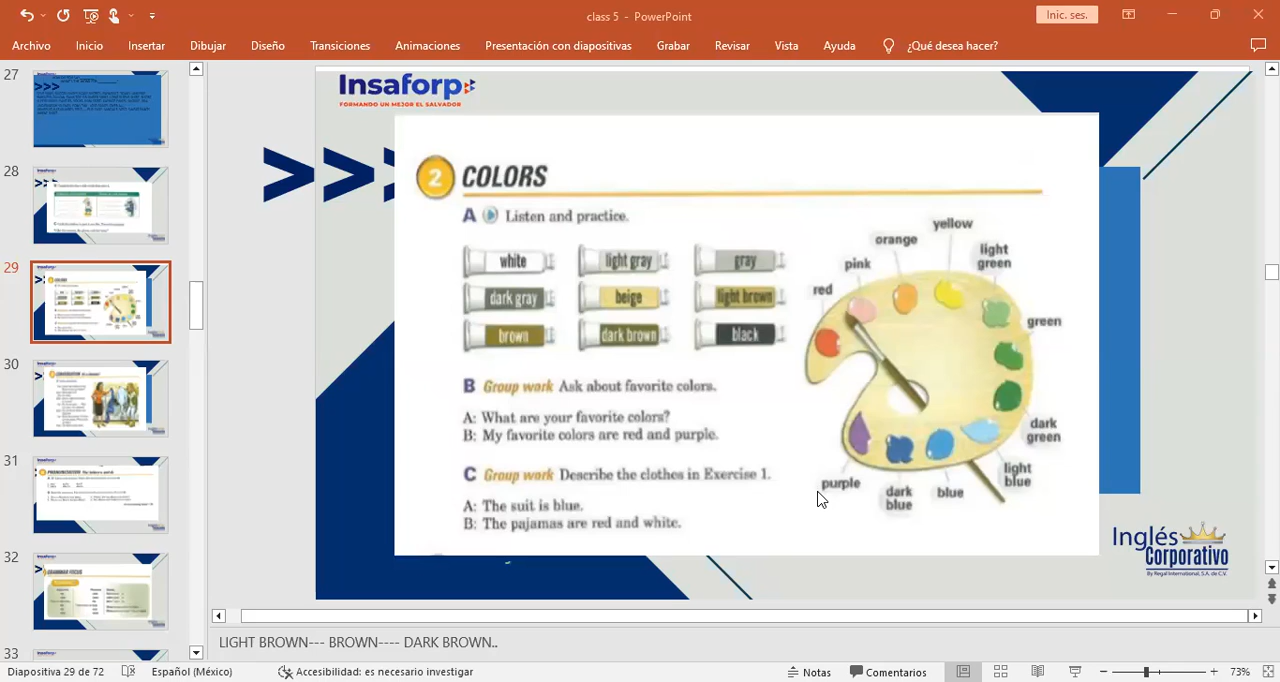 class 5 - PowerPoint
Inic. ses.
Archivo Inicio Insertar Dibujar Diseño Transiciones Animaciones Presentación con diapositivas Grabar Revisar Vista Ayuda ¿Qué desea hacer?
27
28
29
30
31
32
33
Insaforp
FORMANDO UN MEJOR EL SALVADOR
>>>
2 COLORS
A Listen and practice.
white light gray gray
dark gray beige light brown
brown dark brown black
red
pink
orange
yellow
light
green
green
dark
green
light
blue
blue
dark
blue
purple
B Group work Ask about favorite colors.
A: What are your favorite colors?
B: My favorite colors are red and purple.
C Group work Describe the clothes in Exercise 1.
A: The suit is blue.
B: The pajamas are red and white.
Inglés
Corporativo
By Regal International, S.A. de C.V.
LIGHT BROWN--- BROWN---- DARK BROWN..
Diapositiva 29 de 72 Español (México) Accesibilidad: es necesario investigar Notas Comentarios 73%